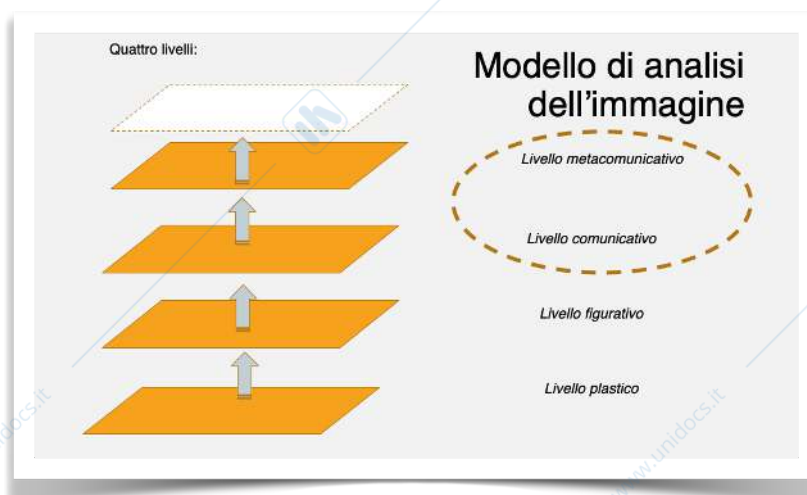 Quattro livelli:
Modello di analisi
dell'immagine
Livello metacomunicativo
Livello comunicativo
Livello figurativo
Livello plastico
docs.it
www.unidocs.it